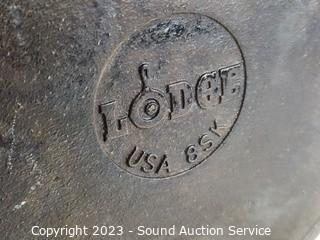 LODGE
USA 8SK
Copyright 2023 - Sound Auction Service